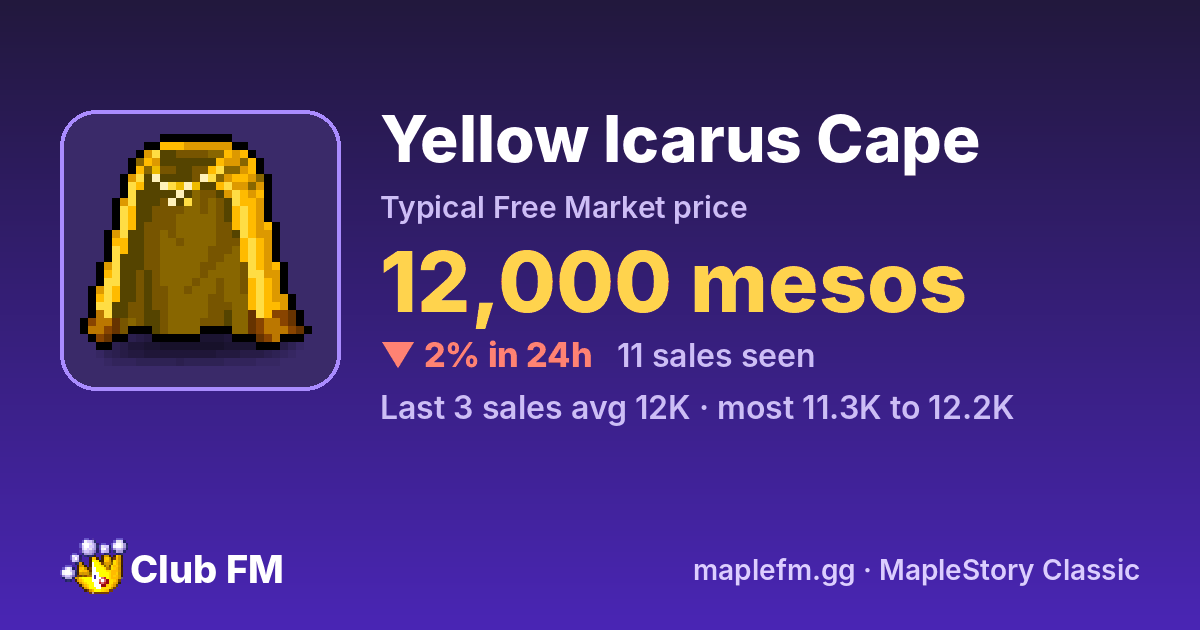 Yellow Icarus Cape
Typical Free Market price
12,000 mesos
▼ 2% in 24h 11 sales seen
Last 3 sales avg 12K · most 11.3K to 12.2K
Club FM
maplefm.gg · MapleStory Classic